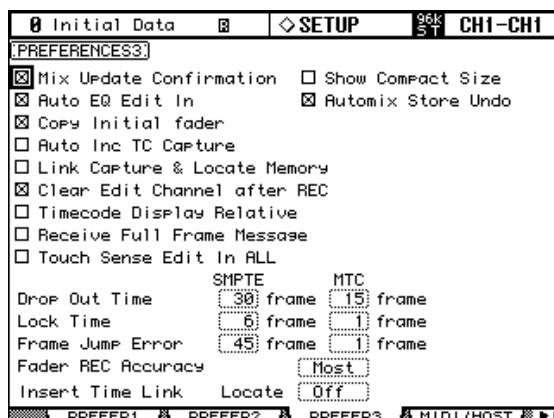 0 Initial Data SETUP 96K ST CH1-CH1
PREFERENCES3
Mix Update Confirmation Show Compact Size
Auto EQ Edit In Automix Store Undo
Copy Initial fader
Auto Inc TC Capture
Link Capture & Locate Memory
Clear Edit Channel after REC
Timecode Display Relative
Receive Full Frame Message
Touch Sense Edit In ALL
SMPTE MTC
Drop Out Time 30 frame 15 frame
Lock Time 6 frame 1 frame
Frame Jump Error 45 frame 1 frame
Fader REC Accuracy Most
Insert Time Link Locate Off
PREFER1 PREFER2 PREFER3 MIDI/HOST